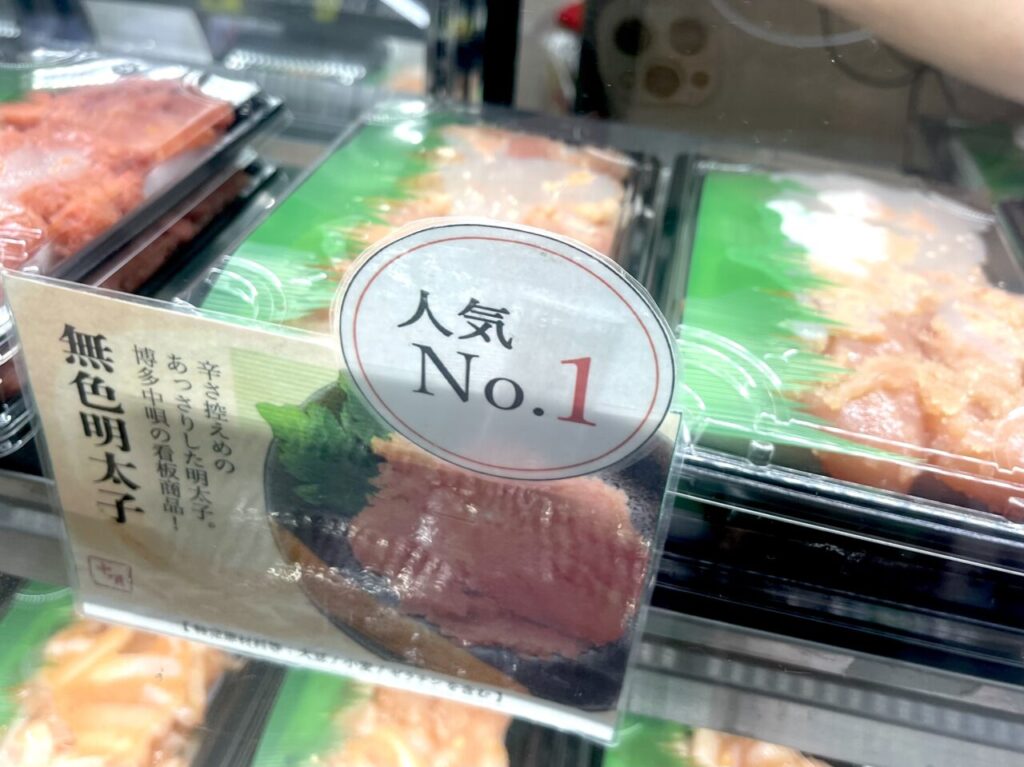 人気
No.1
無色明太子
辛さ控えめの
あっさりした明太子。
博多中唄の看板商品!